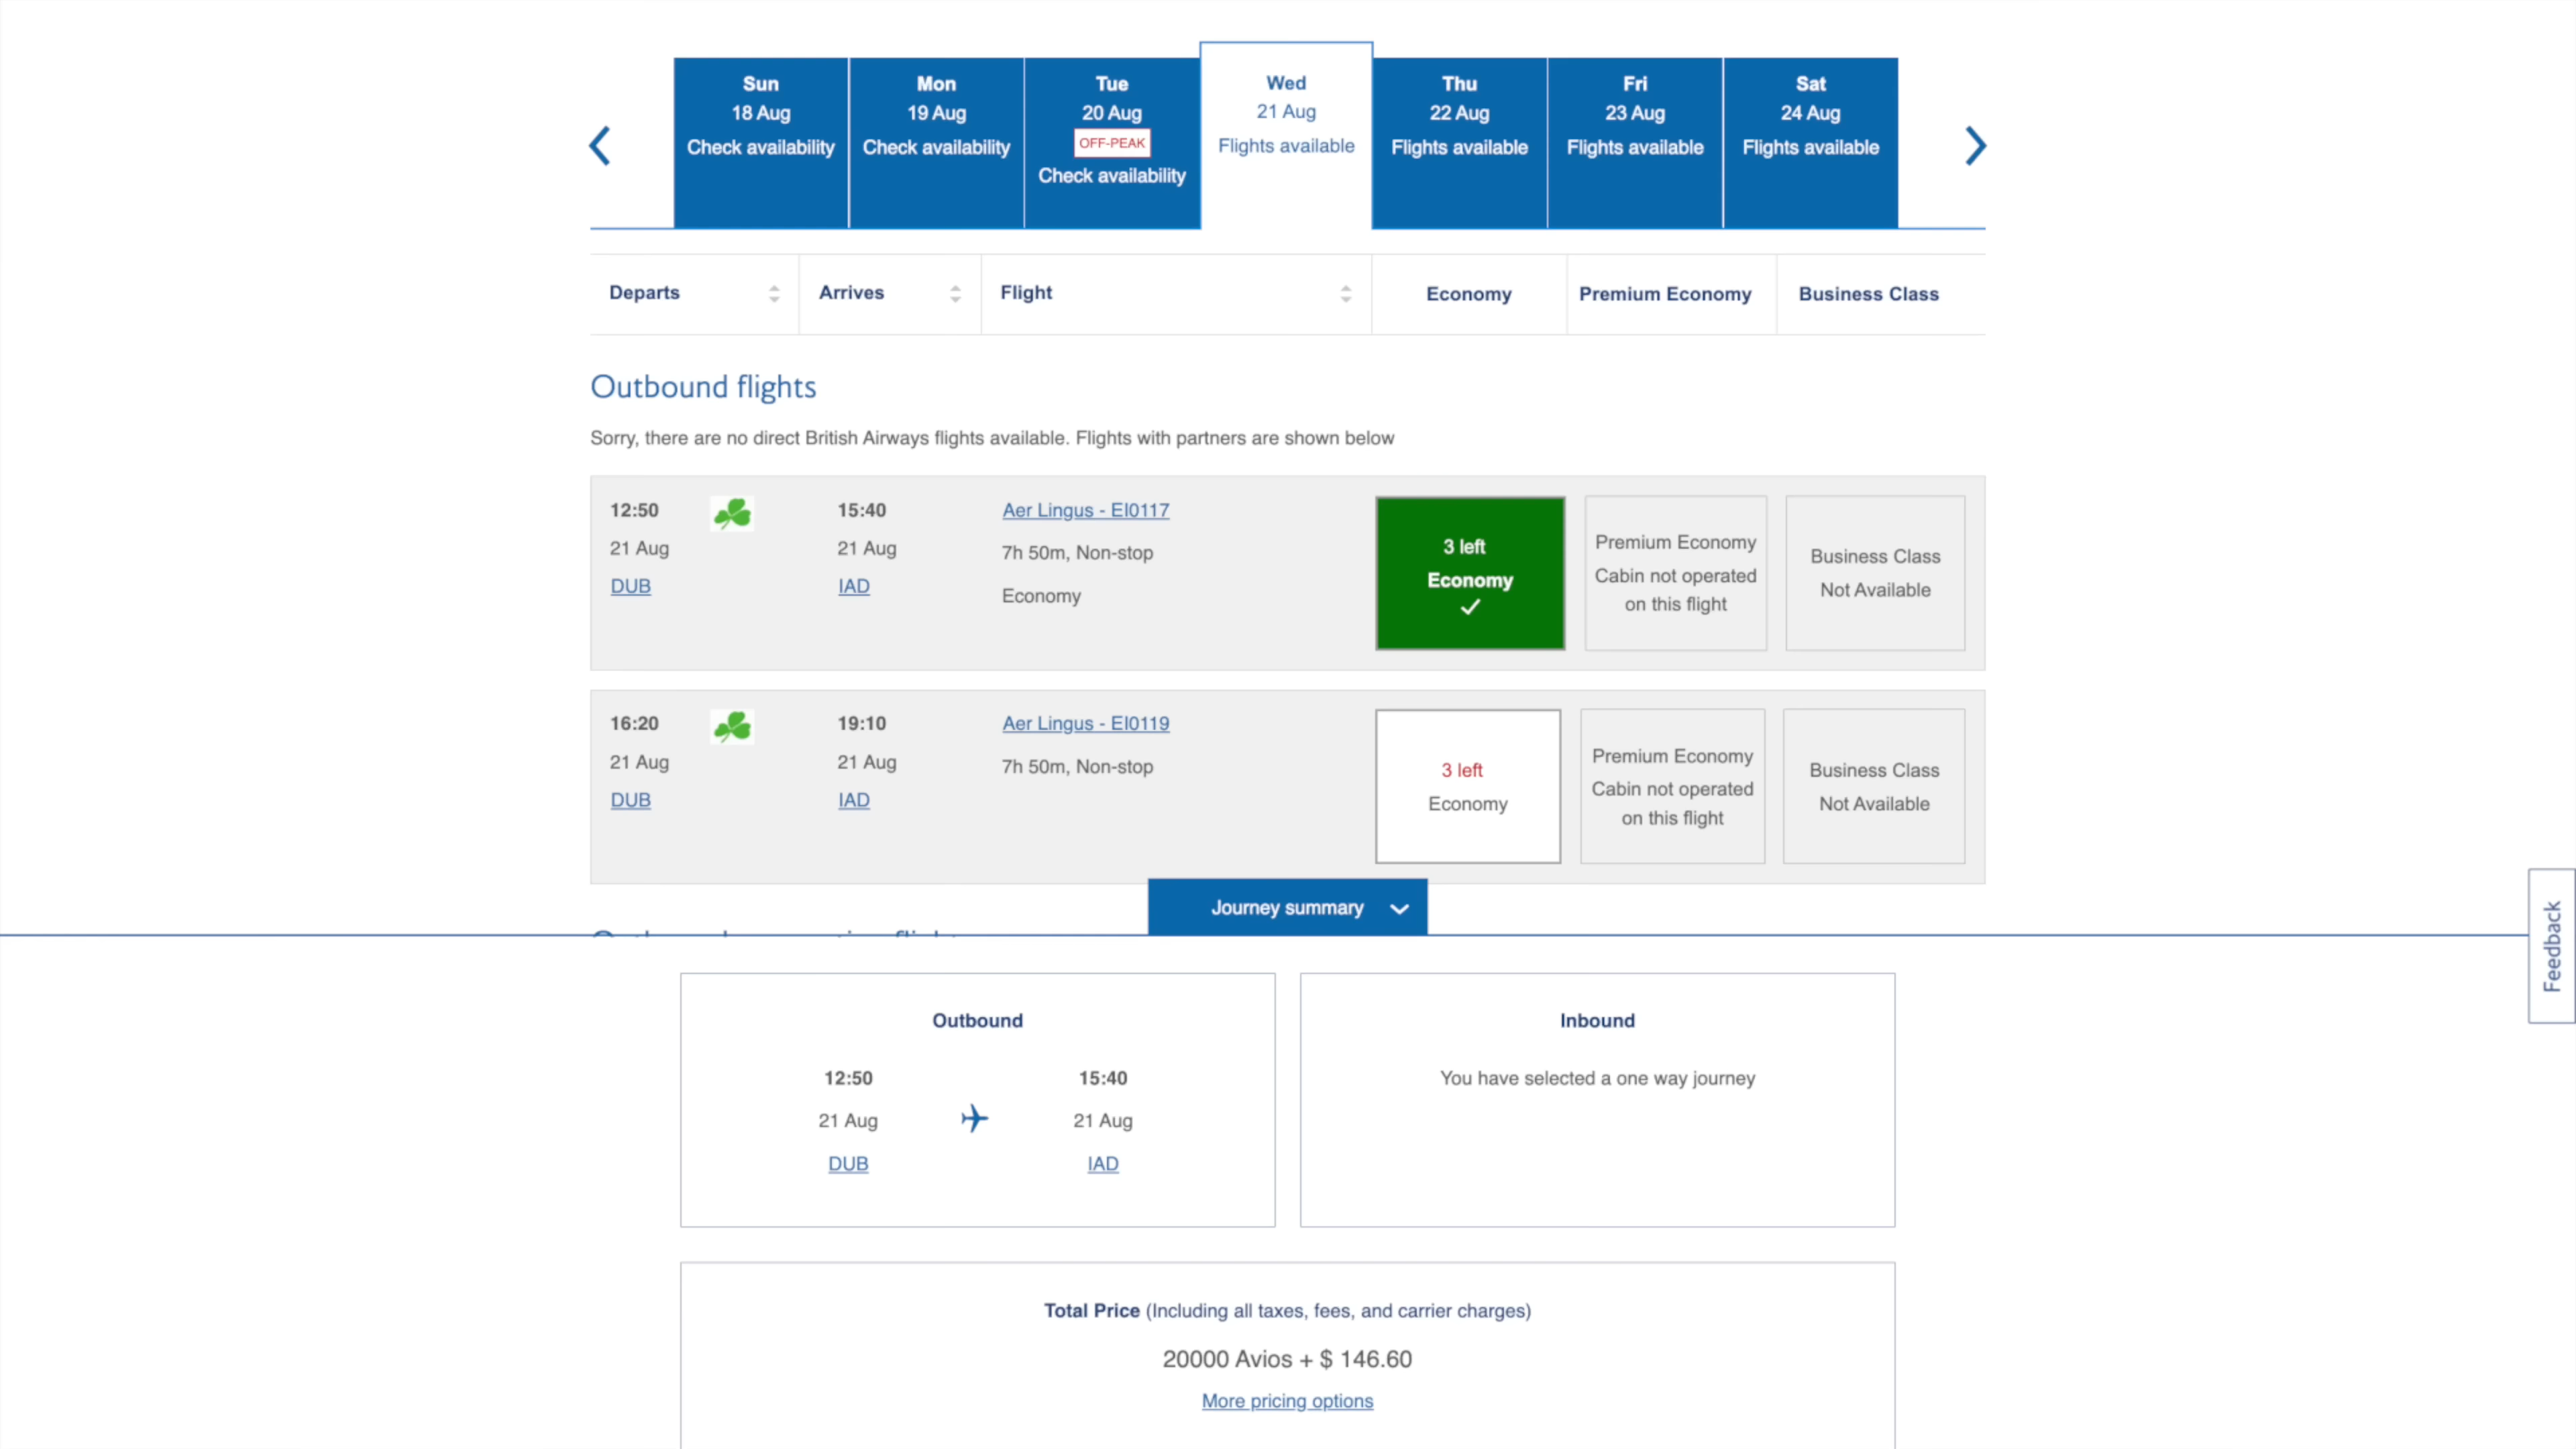 Sun
18 Aug
Check availability
Mon
19 Aug
Check availability
Tue
20 Aug
OFF-PEAK
Check availability
Wed
21 Aug
Flights available
Thu
22 Aug
Flights available
Fri
23 Aug
Flights available
Sat
24 Aug
Flights available
Departs
Arrives
Flight
Economy
Premium Economy
Business Class
Outbound flights
Sorry, there are no direct British Airways flights available. Flights with partners are shown below
12:50
21 Aug
DUB
15:40
21 Aug
IAD
Aer Lingus - EI0117
7h 50m, Non-stop
Economy
3 left
Economy
Premium Economy
Cabin not operated
on this flight
Business Class
Not Available
16:20
21 Aug
DUB
19:10
21 Aug
IAD
Aer Lingus - EI0119
7h 50m, Non-stop
3 left
Economy
Premium Economy
Cabin not operated
on this flight
Business Class
Not Available
Journey summary
Feedback
Outbound
12:50
21 Aug
DUB
15:40
21 Aug
IAD
Inbound
You have selected a one way journey
Total Price (Including all taxes, fees, and carrier charges)
20000 Avios + $ 146.60
More pricing options